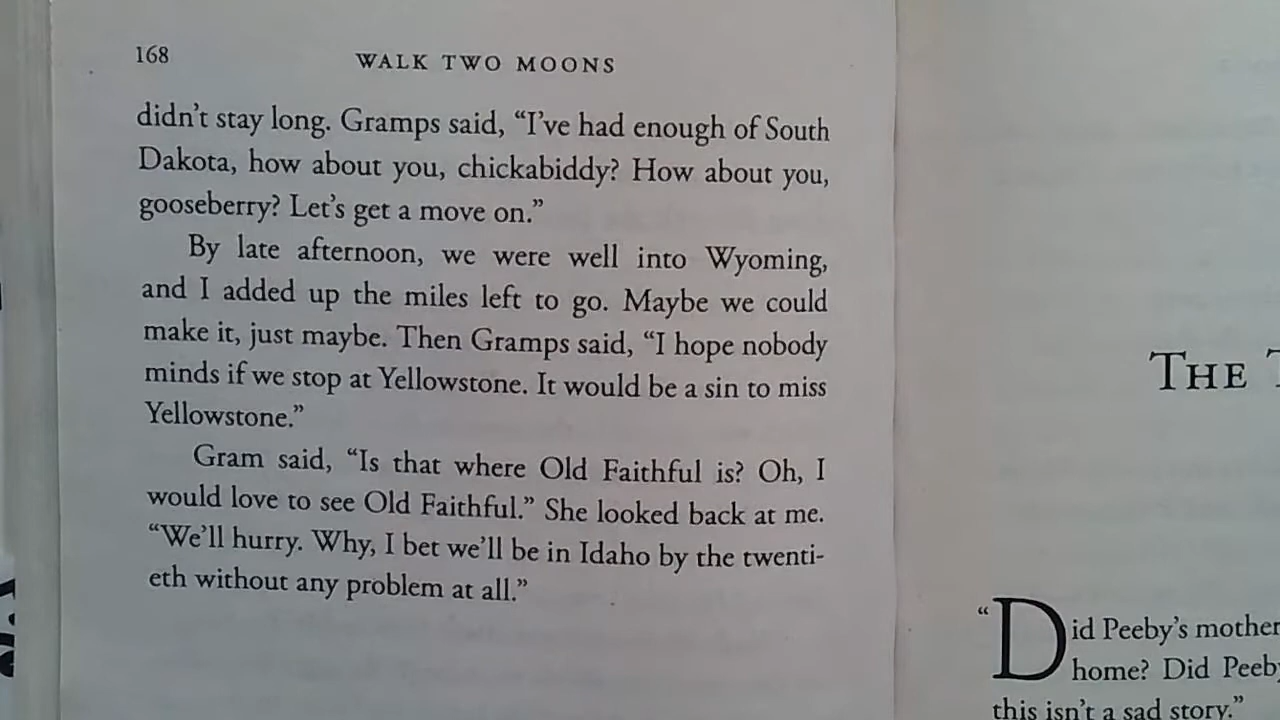 168
WALK TWO MOONS
didn't stay long. Gramps said, “I've had enough of South
Dakota, how about you, chickabiddy? How about you,
gooseberry? Let's get a move on.”
By late afternoon, we were well into Wyoming,
and I added up the miles left to go. Maybe we could
make it, just maybe. Then Gramps said, “I hope nobody
minds if we stop at Yellowstone. It would be a sin to miss
Yellowstone.”
Gram said, “Is that where Old Faithful is? Oh, I
would love to see Old Faithful.” She looked back at me.
“We'll hurry. Why, I bet we'll be in Idaho by the twenti-
eth without any problem at all.”
THE
“Did Peeby's mother
home? Did
this isn't a sad story.”